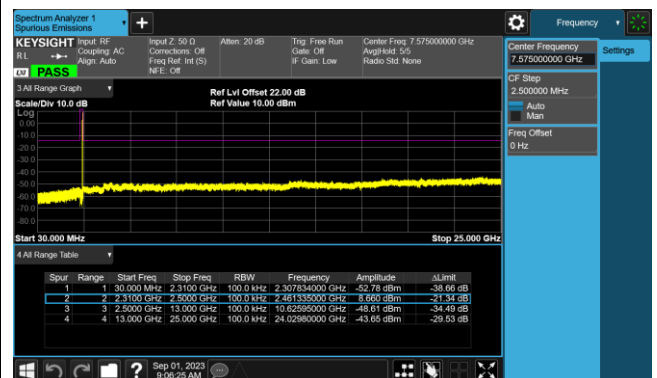 Spectrum Analyzer 1
Spurious Emissions
Frequency
KEYSIGHT
Input: RF
Coupling: AC
Align: Auto
Input Z: 50 Ω
Corrections: Off
Freq Ref: Int (S)
NFE: Off
Atten: 20 dB
Trig: Free Run
Gate: Off
IF Gain: Low
Center Freq: 7.575000000 GHz
Avg|Hold: 5/5
Radio Std: None
R L
LXI
PASS
Center Frequency
7.575000000 GHz
Settings
CF Step
2.500000 MHz
Auto
Man
Freq Offset
0 Hz
3 All Range Graph
Scale/Div 10.0 dB
Ref Lvl Offset 22.00 dB
Ref Value 10.00 dBm
Log
0.00
-10.0
-20.0
-30.0
-40.0
-50.0
-60.0
-70.0
-80.0
Start 30.000 MHz
Stop 25.000 GHz
4 All Range Table
Spur Range Start Freq Stop Freq RBW Frequency Amplitude ΔLimit
1 1 30.000 MHz 2.3100 GHz 100.0 kHz 2.307834000 GHz -52.78 dBm -38.66 dB
2 2 2.3100 GHz 2.5000 GHz 100.0 kHz 2.461335000 GHz 8.660 dBm -21.34 dB
3 3 2.5000 GHz 13.000 GHz 100.0 kHz 10.62595000 GHz -48.61 dBm -34.49 dB
4 4 13.000 GHz 25.000 GHz 100.0 kHz 24.02980000 GHz -43.65 dBm -29.53 dB
?
Sep 01, 2023
9:06:25 AM